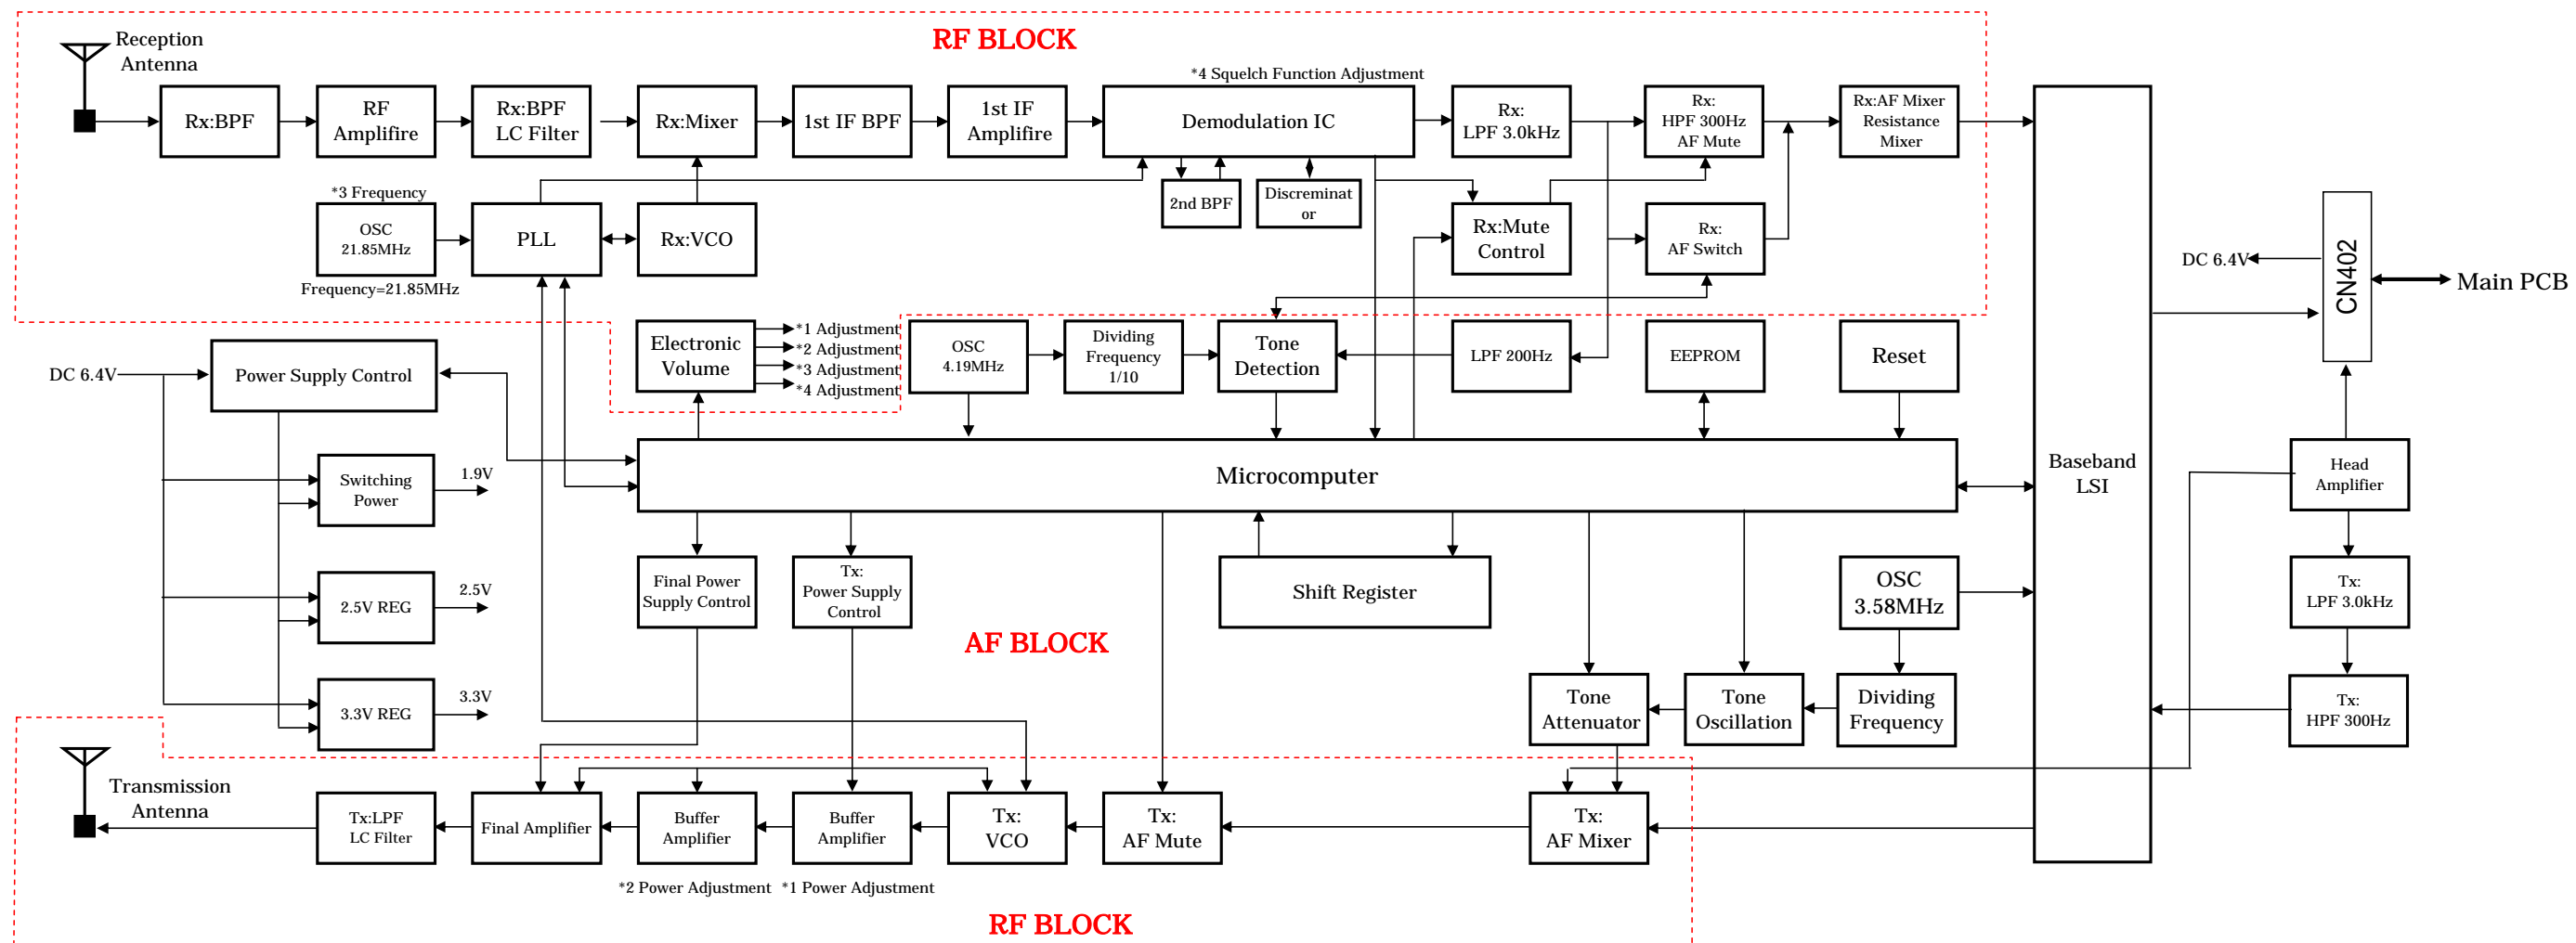 RF BLOCK
Reception
Antenna
*4 Squelch Function Adjustment
Rx:BPF
RF
Amplifire
Rx:BPF
LC Filter
Rx:Mixer
1st IF BPF
1st IF
Amplifire
Demodulation IC
Rx:
LPF 3.0kHz
Rx:
HPF 300Hz
AF Mute
Rx:AF Mixer
Resistance
Mixer
*3 Frequency
OSC
21.85MHz
Frequency=21.85MHz
PLL
Rx:VCO
2nd BPF
Discreminat
or
Rx:Mute
Control
Rx:
AF Switch
DC 6.4V
CN402
Main PCB
DC 6.4V
Power Supply Control
Electronic
Volume
*1 Adjustment
*2 Adjustment
*3 Adjustment
*4 Adjustment
OSC
4.19MHz
Dividing
Frequency
1/10
Tone
Detection
LPF 200Hz
EEPROM
Reset
Switching
Power
1.9V
Microcomputer
Baseband
LSI
Head
Amplifier
2.5V REG
2.5V
Final Power
Supply Control
Tx:
Power Supply
Control
Shift Register
OSC
3.58MHz
Tx:
LPF 3.0kHz
AF BLOCK
3.3V REG
3.3V
Tone
Attenuator
Tone
Oscillation
Dividing
Frequency
Tx:
HPF 300Hz
Transmission
Antenna
Tx:LPF
LC Filter
Final Amplifier
Buffer
Amplifier
Buffer
Amplifier
Tx:
VCO
Tx:
AF Mute
Tx:
AF Mixer
*2 Power Adjustment
*1 Power Adjustment
RF BLOCK